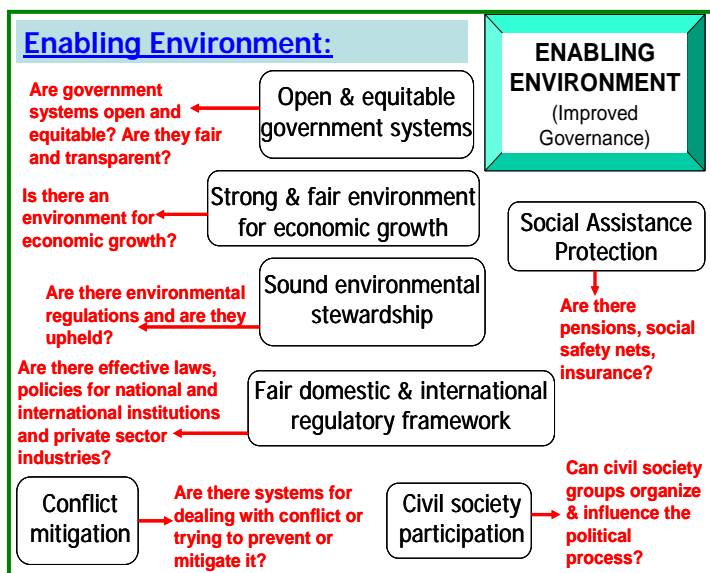 Enabling Environment:
ENABLING
ENVIRONMENT
(Improved
Governance)
Are government
systems open and
equitable? Are they fair
and transparent?
Open & equitable
government systems
Is there an
environment for
economic growth?
Strong & fair environment
for economic growth
Social Assistance
Protection
Are there
pensions, social
safety nets,
insurance?
Are there environmental
regulations and are they
upheld?
Sound environmental
stewardship
Are there effective laws,
policies for national and
international institutions
and private sector
industries?
Fair domestic & international
regulatory framework
Conflict
mitigation
Are there systems for
dealing with conflict or
trying to prevent or
mitigate it?
Civil society
participation
Can civil society
groups organize
& influence the
political
process?